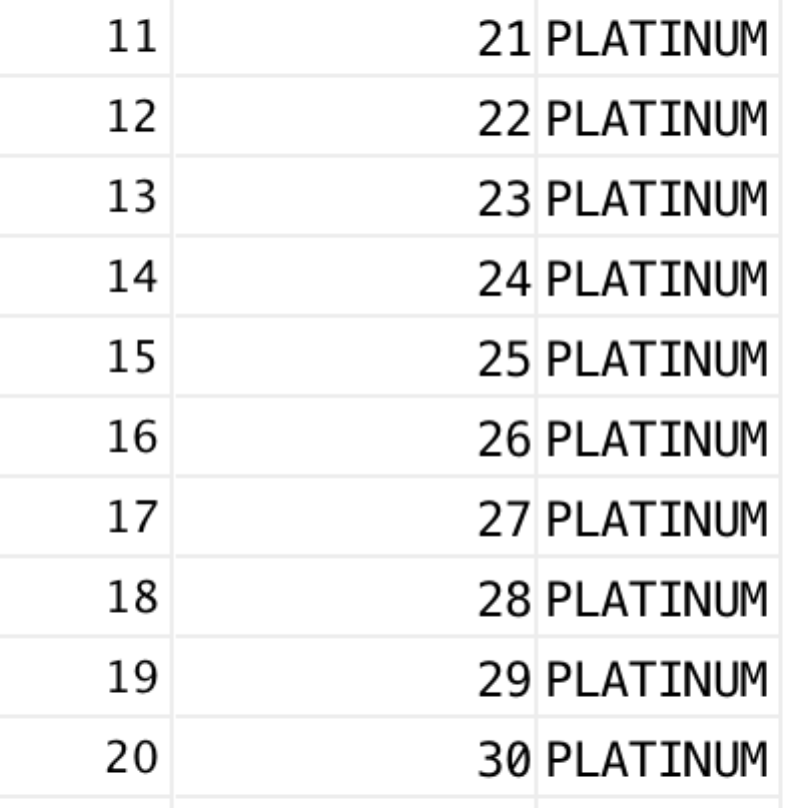 11 21 PLATINUM
12 22 PLATINUM
13 23 PLATINUM
14 24 PLATINUM
15 25 PLATINUM
16 26 PLATINUM
17 27 PLATINUM
18 28 PLATINUM
19 29 PLATINUM
20 30 PLATINUM